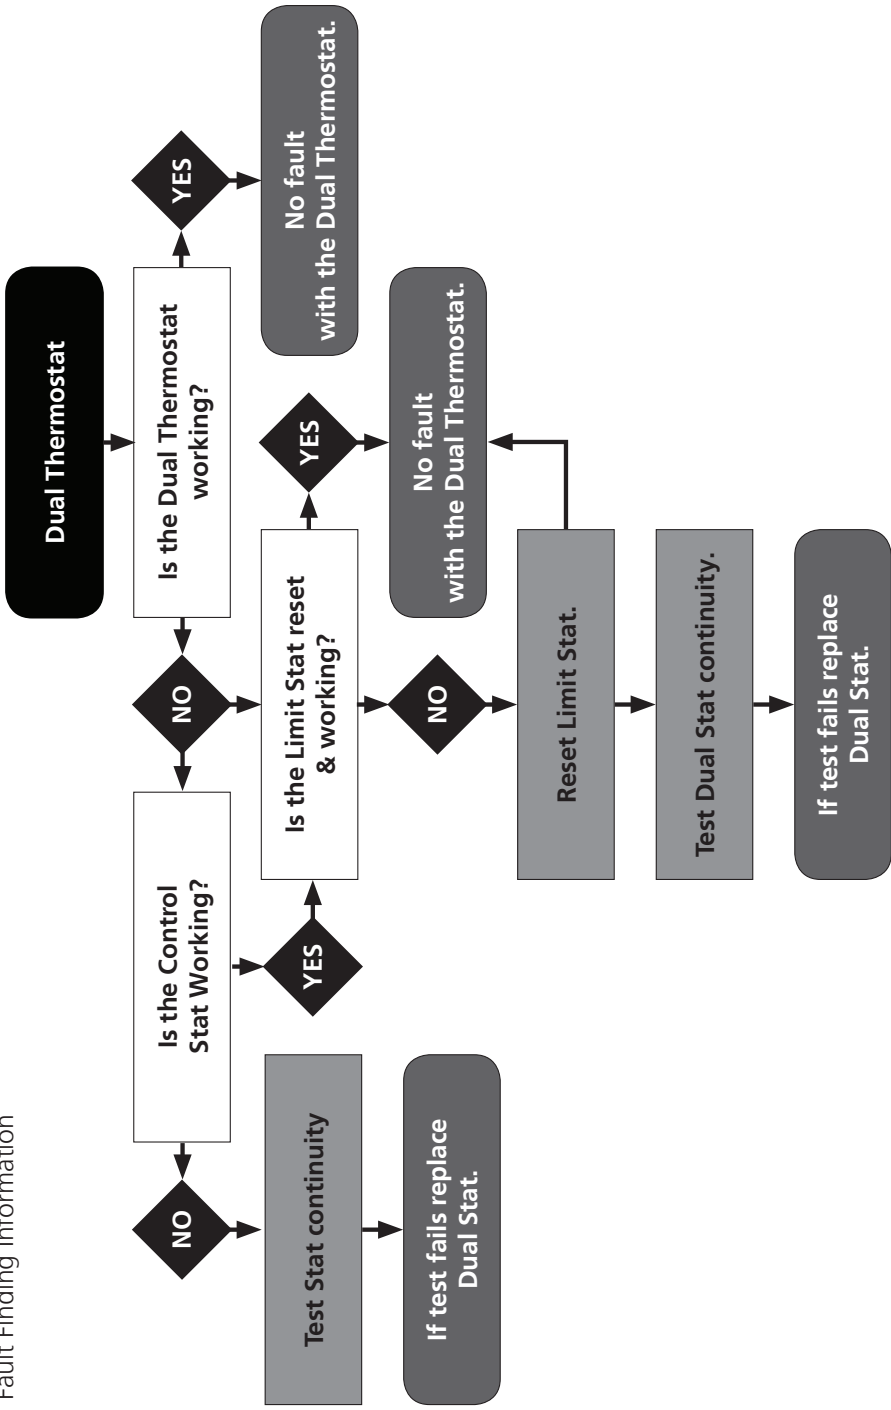 Fault Finding Information
Dual Thermostat
Is the Dual Thermostat
working?
YES
No fault
with the Dual Thermostat.
NO
Is the Control
Stat Working?
NO
Test Stat continuity
If test fails replace
Dual Stat.
YES
Is the Limit Stat reset
& working?
YES
No fault
with the Dual Thermostat.
NO
Reset Limit Stat.
Test Dual Stat continuity.
If test fails replace
Dual Stat.